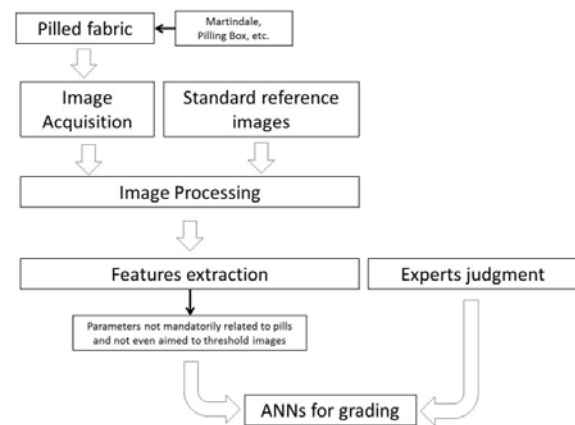 Pilled fabric
Martindale,
Pilling Box, etc.
Image
Acquisition
Standard reference
images
Image Processing
Features extraction
Experts judgment
Parameters not mandatorily related to pills
and not even aimed to threshold images
ANNs for grading